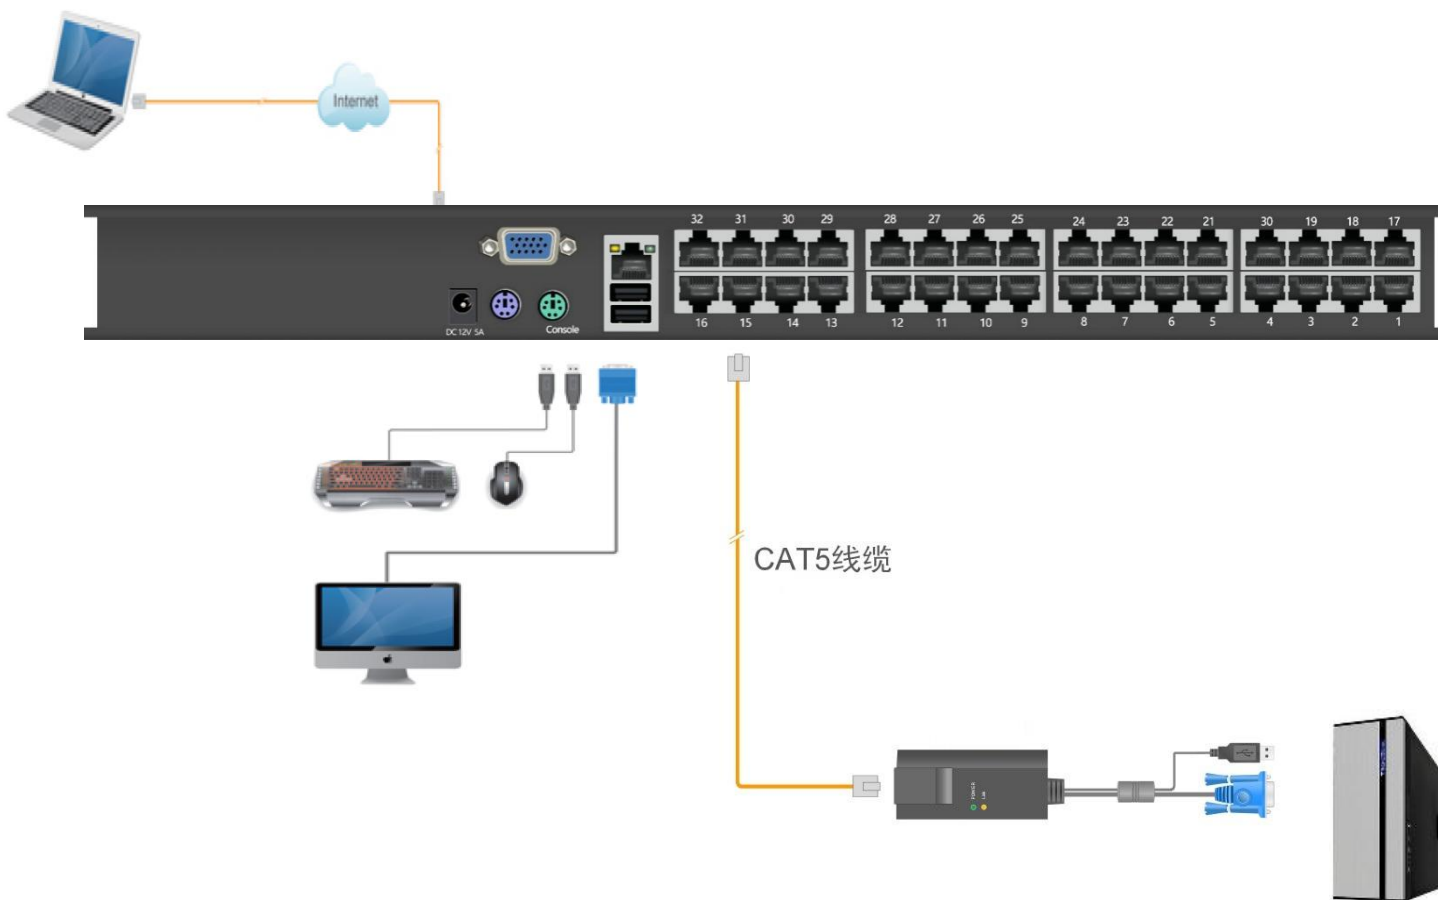 Internet
32 31 30 29 28 27 26 25 24 23 22 21 30 19 18 17
16 15 14 13 12 11 10 9 8 7 6 5 4 3 2 1
DC12V 5A
Console
CAT5线缆
POWER